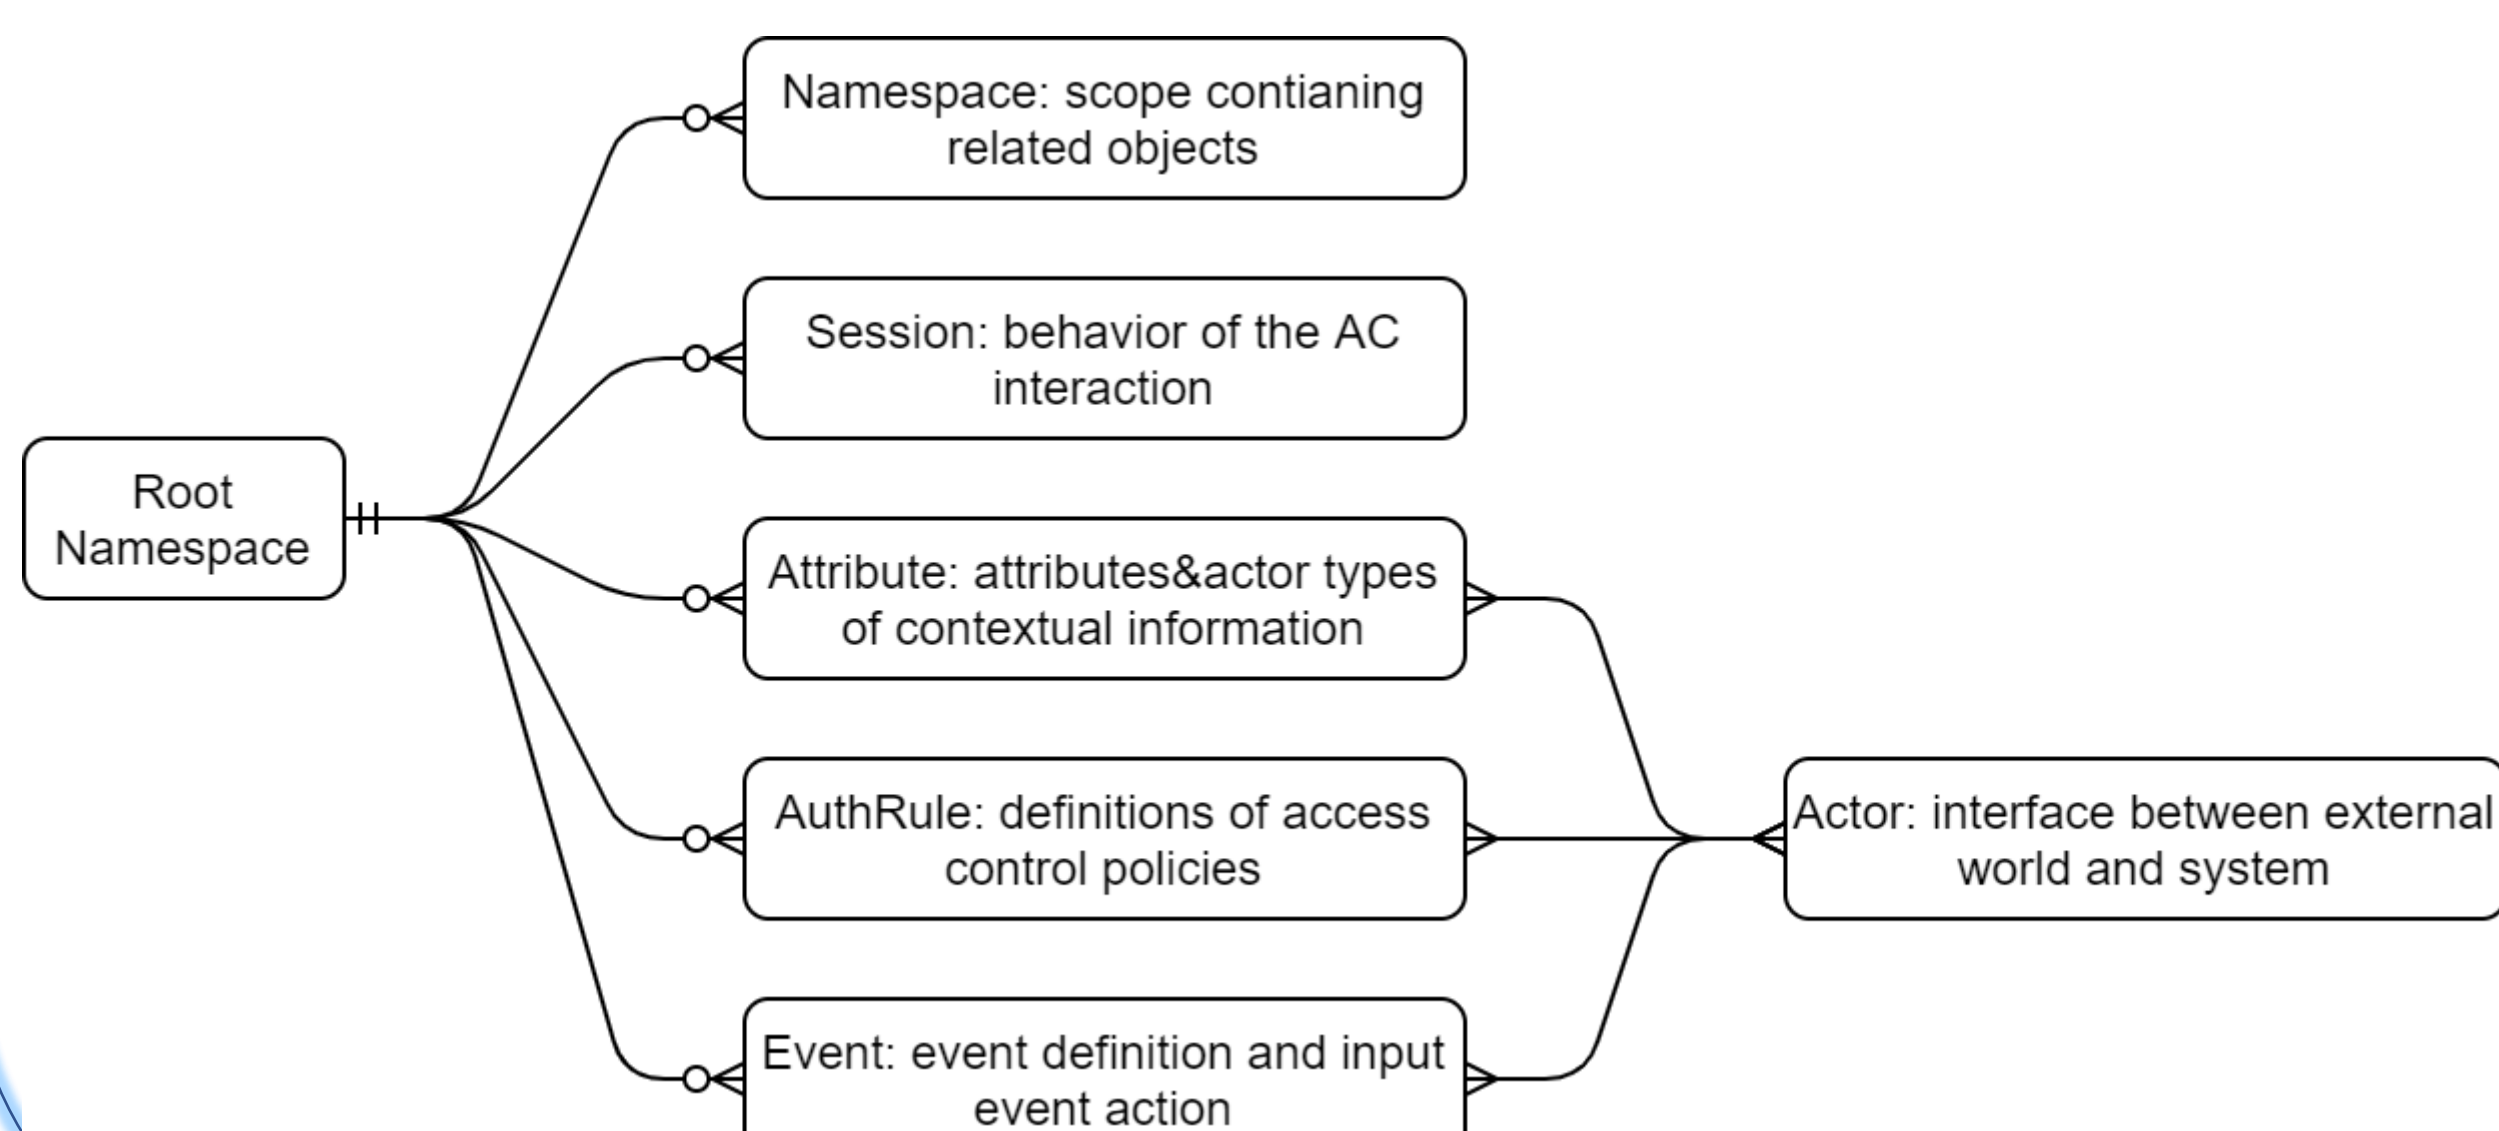 Namespace: scope contianing
related objects
Session: behavior of the AC
interaction
Root
Namespace
Attribute: attributes&actor types
of contextual information
AuthRule: definitions of access
control policies
Actor: interface between external
world and system
Event: event definition and input
event action